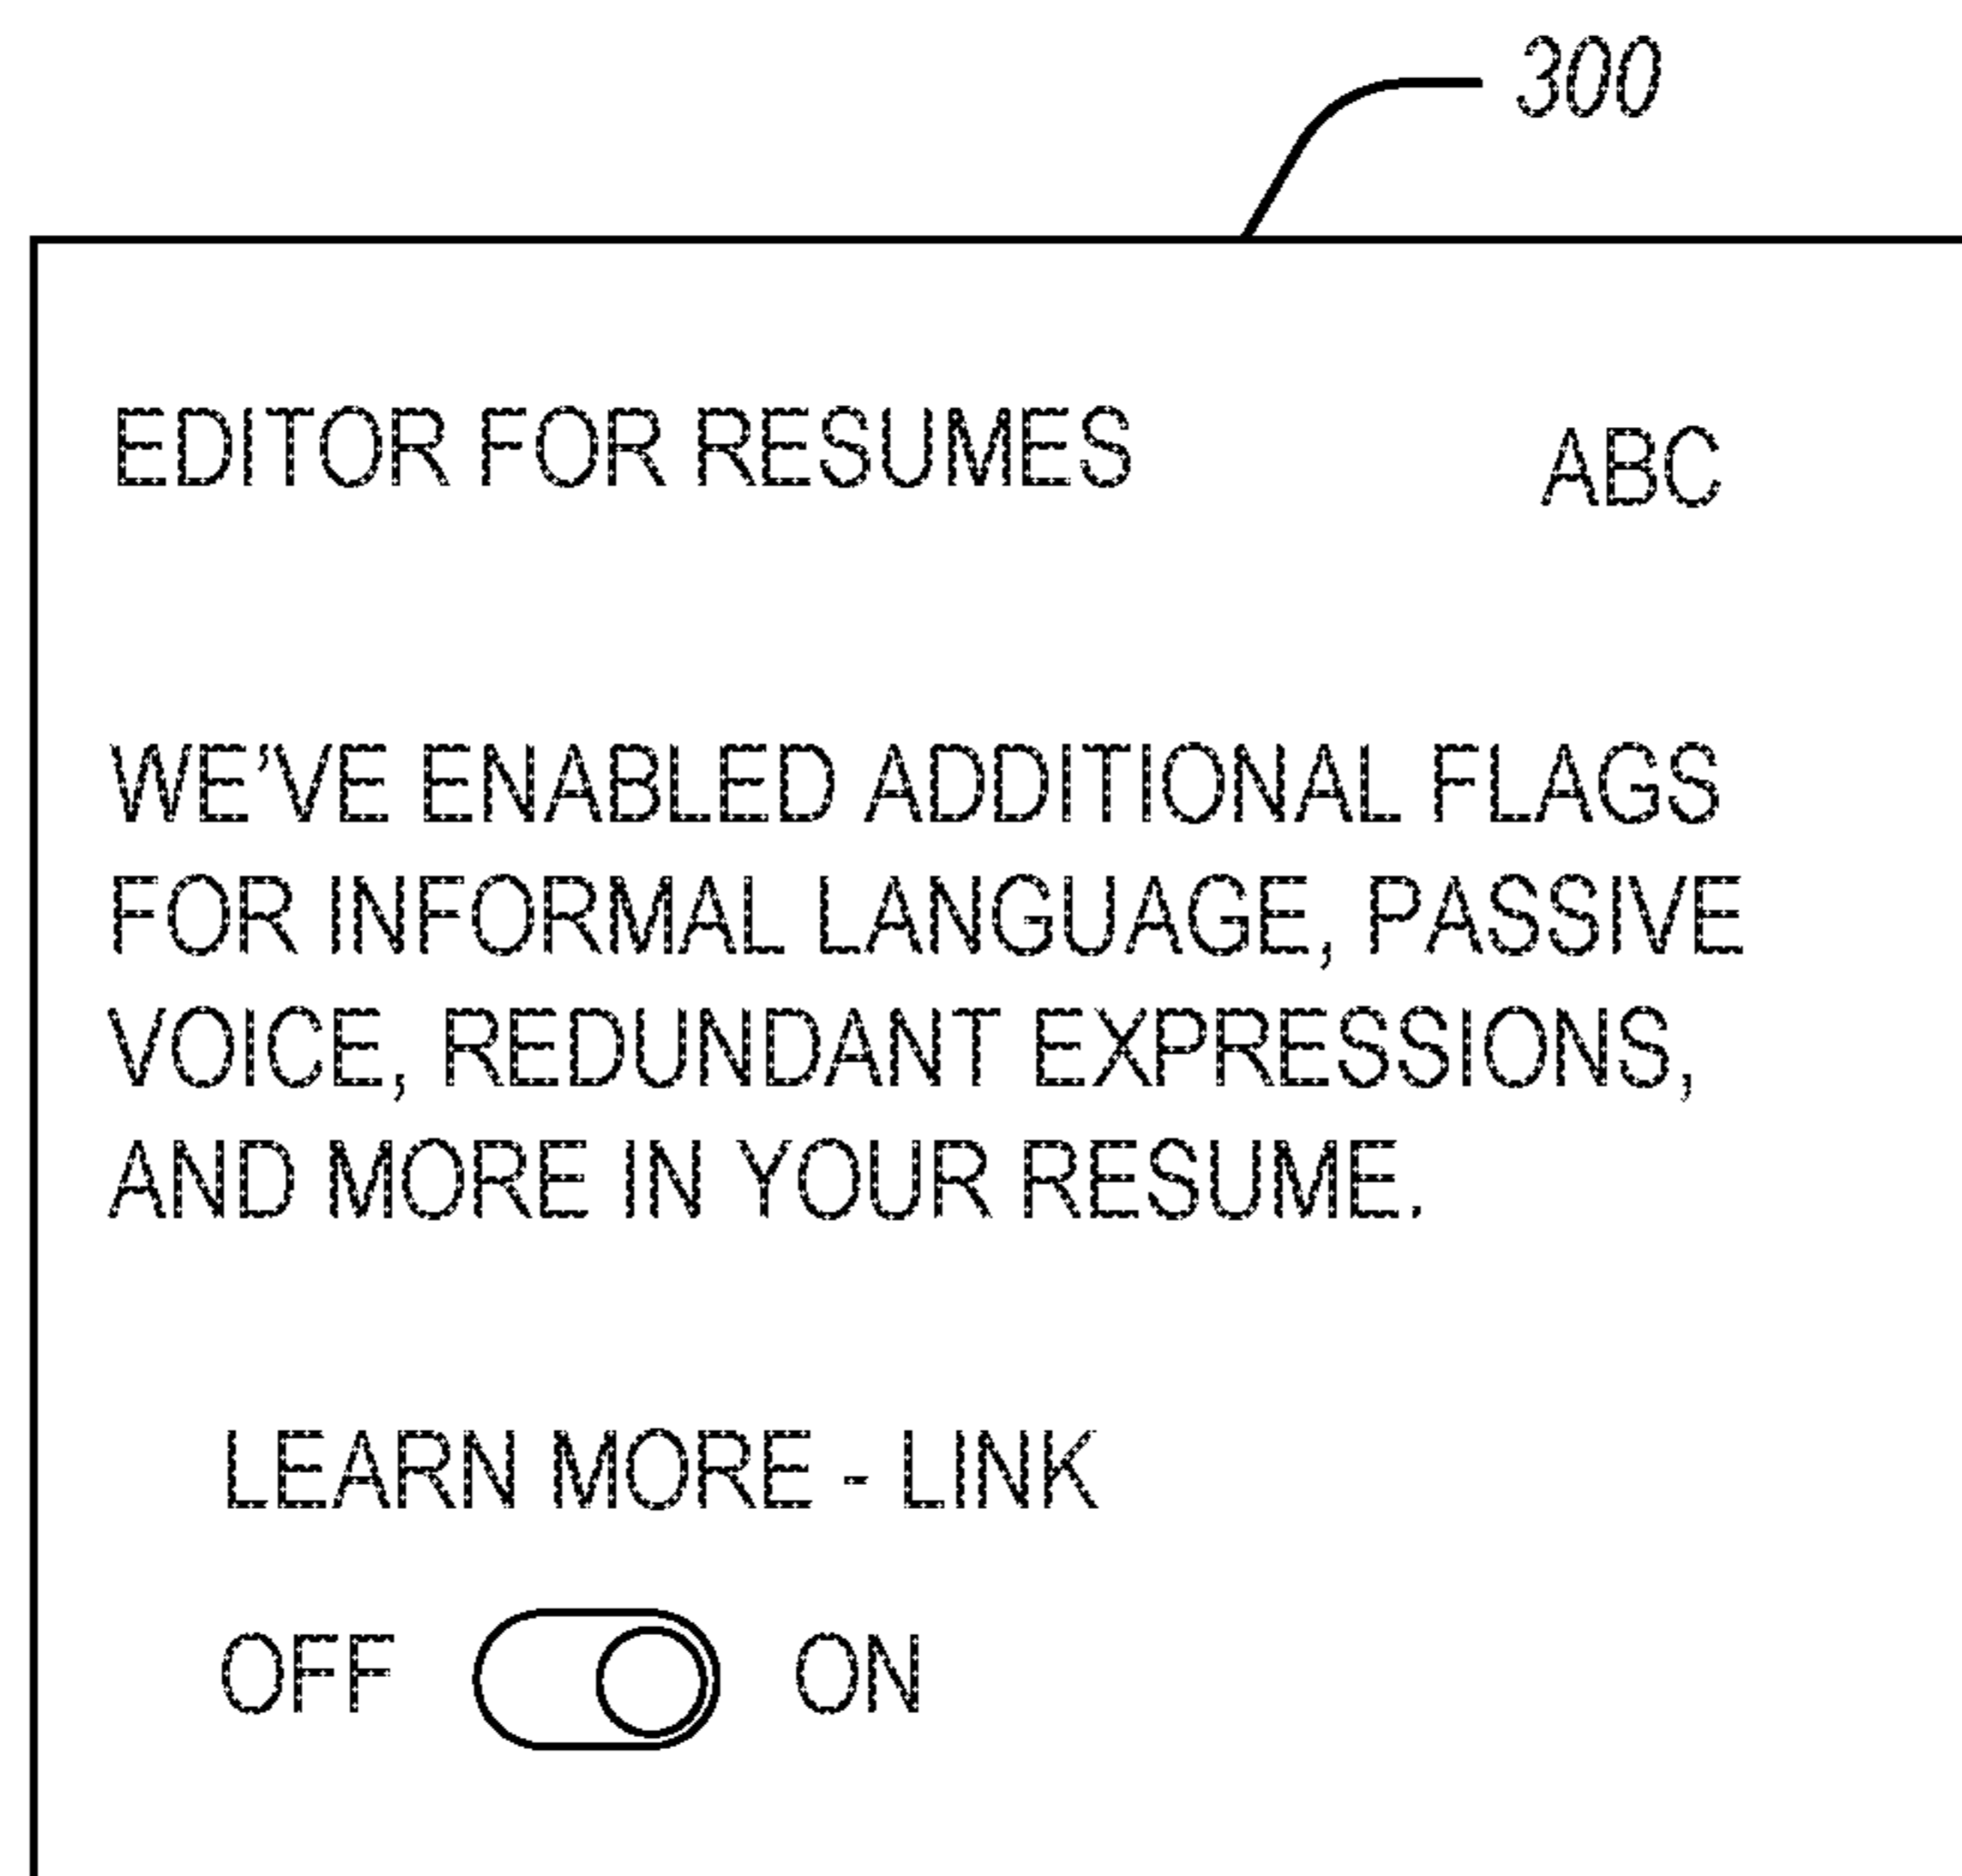 300
EDITOR FOR RESUMES ABC
WE'VE ENABLED ADDITIONAL FLAGS
FOR INFORMAL LANGUAGE, PASSIVE
VOICE, REDUNDANT EXPRESSIONS,
AND MORE IN YOUR RESUME.
LEARN MORE - LINK
OFF ON